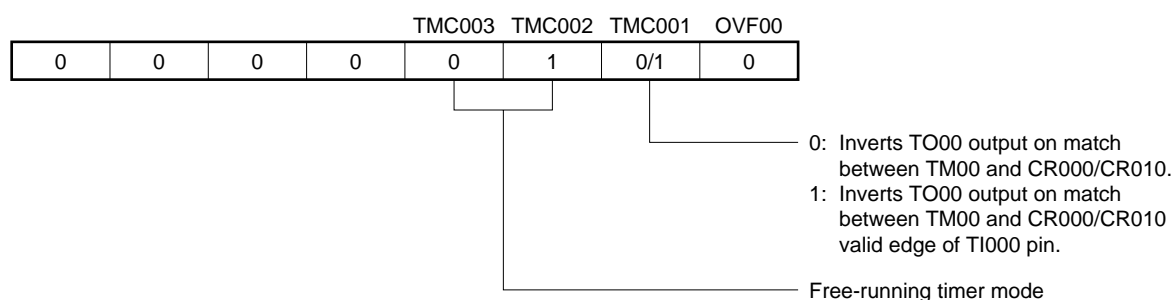 TMC003 TMC002 TMC001 OVF00
0 0 0 0 0 1 0/1 0
0: Inverts TO00 output on match
between TM00 and CR000/CR010.
1: Inverts TO00 output on match
between TM00 and CR000/CR010
valid edge of TI000 pin.
Free-running timer mode